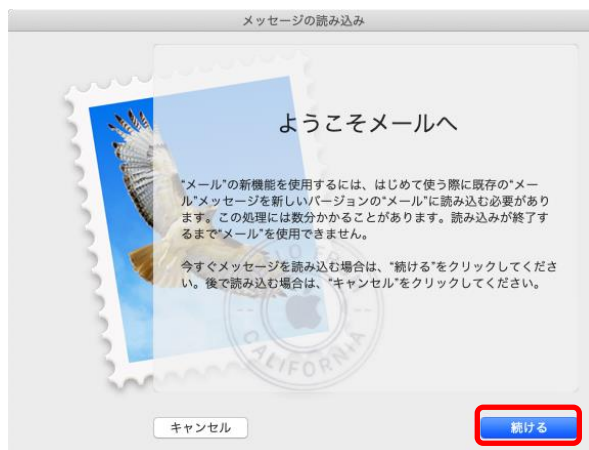 メッセージの読み込み
ようこそメールへ
“メール”の新機能を使用するには、はじめて使う際に既存の“メー
ル”メッセージを新しいバージョンの“メール”に読み込む必要があり
ます。この処理には数分かかることがあります。読み込みが終了す
るまで“メール”を使用できません。
今すぐメッセージを読み込む場合は、“続ける”をクリックしてくださ
い。後で読み込む場合は、“キャンセル”をクリックしてください。
CALIFORNIA
キャンセル
続ける